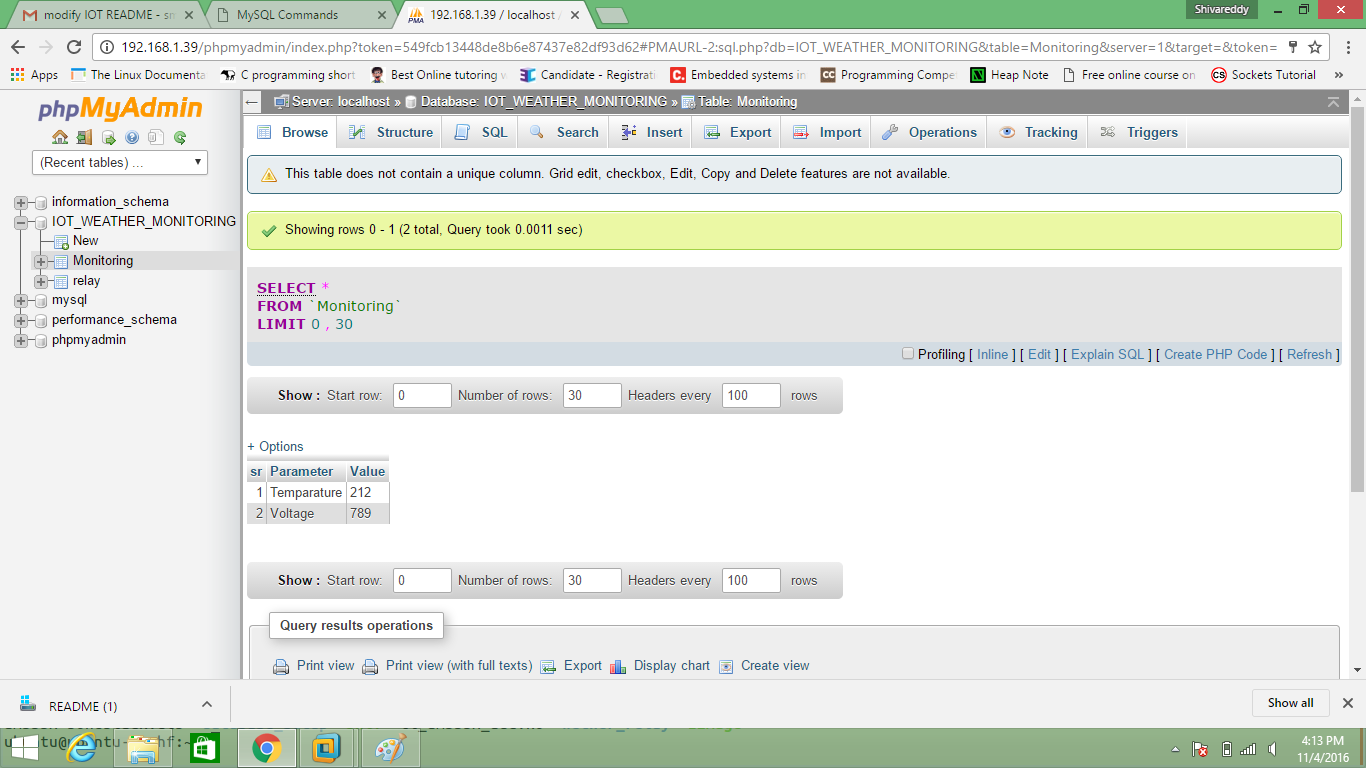 modify IOT README - sn
MySQL Commands
192.168.1.39 / localhost /
Shivareddy
192.168.1.39/phpmyadmin/index.php?token=549fcb13448de8b6e87437e82df93d62#PMAURL-2:sql.php?db=IOT_WEATHER_MONITORING&table=Monitoring&server=1&target=&token=
Apps The Linux Documenta C programming short Best Online tutoring w Candidate - Registrati Embedded systems in Programming Compe Heap Note Free online course on Sockets Tutorial »
phpMyAdmin
(Recent tables) ...
information_schema
IOT_WEATHER_MONITORING
New
Monitoring
relay
mysql
performance_schema
phpmyadmin
Server: localhost » Database: IOT_WEATHER_MONITORING » Table: Monitoring
Browse Structure SQL Search Insert Export Import Operations Tracking Triggers
This table does not contain a unique column. Grid edit, checkbox, Edit, Copy and Delete features are not available.
Showing rows 0 - 1 (2 total, Query took 0.0011 sec)
SELECT *
FROM `Monitoring`
LIMIT 0 , 30
Profiling [ Inline ] [ Edit ] [ Explain SQL ] [ Create PHP Code ] [ Refresh ]
Show : Start row: 0 Number of rows: 30 Headers every 100 rows
+ Options
sr Parameter Value
1 Temparature 212
2 Voltage 789
Show : Start row: 0 Number of rows: 30 Headers every 100 rows
Query results operations
Print view Print view (with full texts) Export Display chart Create view
README (1)
Show all
4:13 PM
11/4/2016